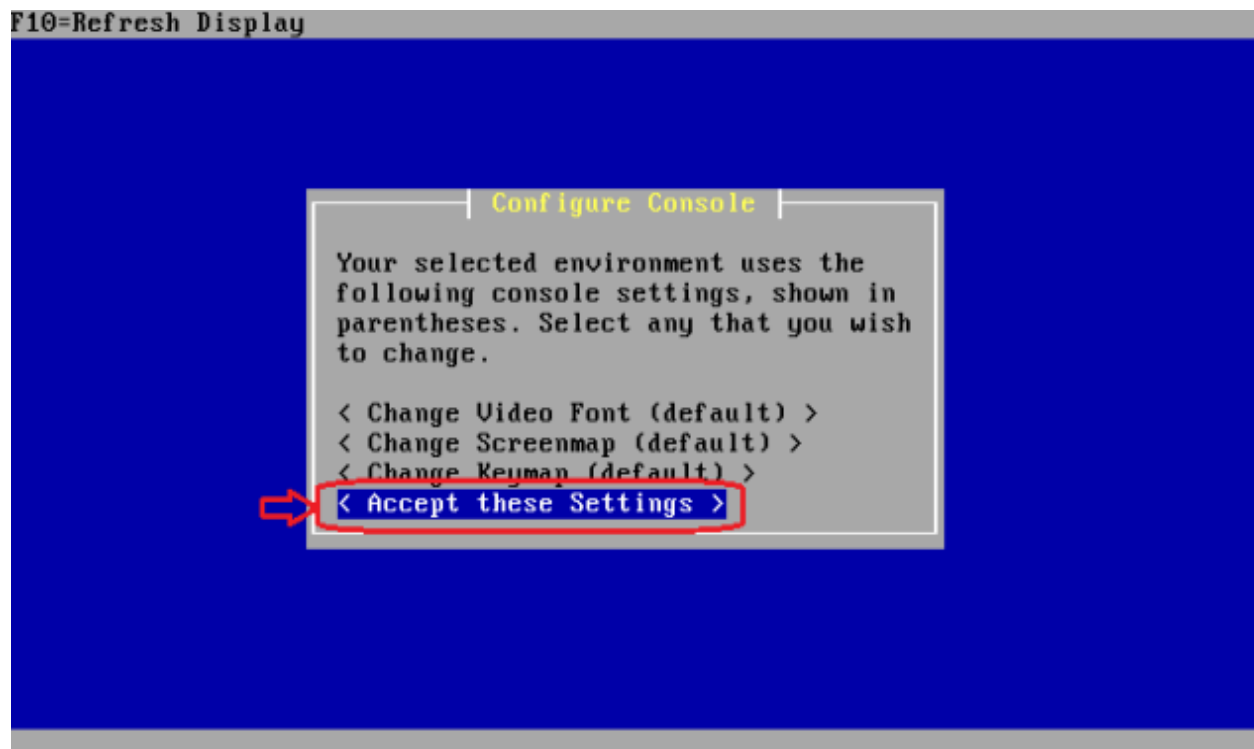 F10=Refresh Display
Configure Console
Your selected environment uses the
following console settings, shown in
parentheses. Select any that you wish
to change.
< Change Video Font (default) >
< Change Screenmap (default) >
< Change Keymap (default) >
< Accept these Settings >